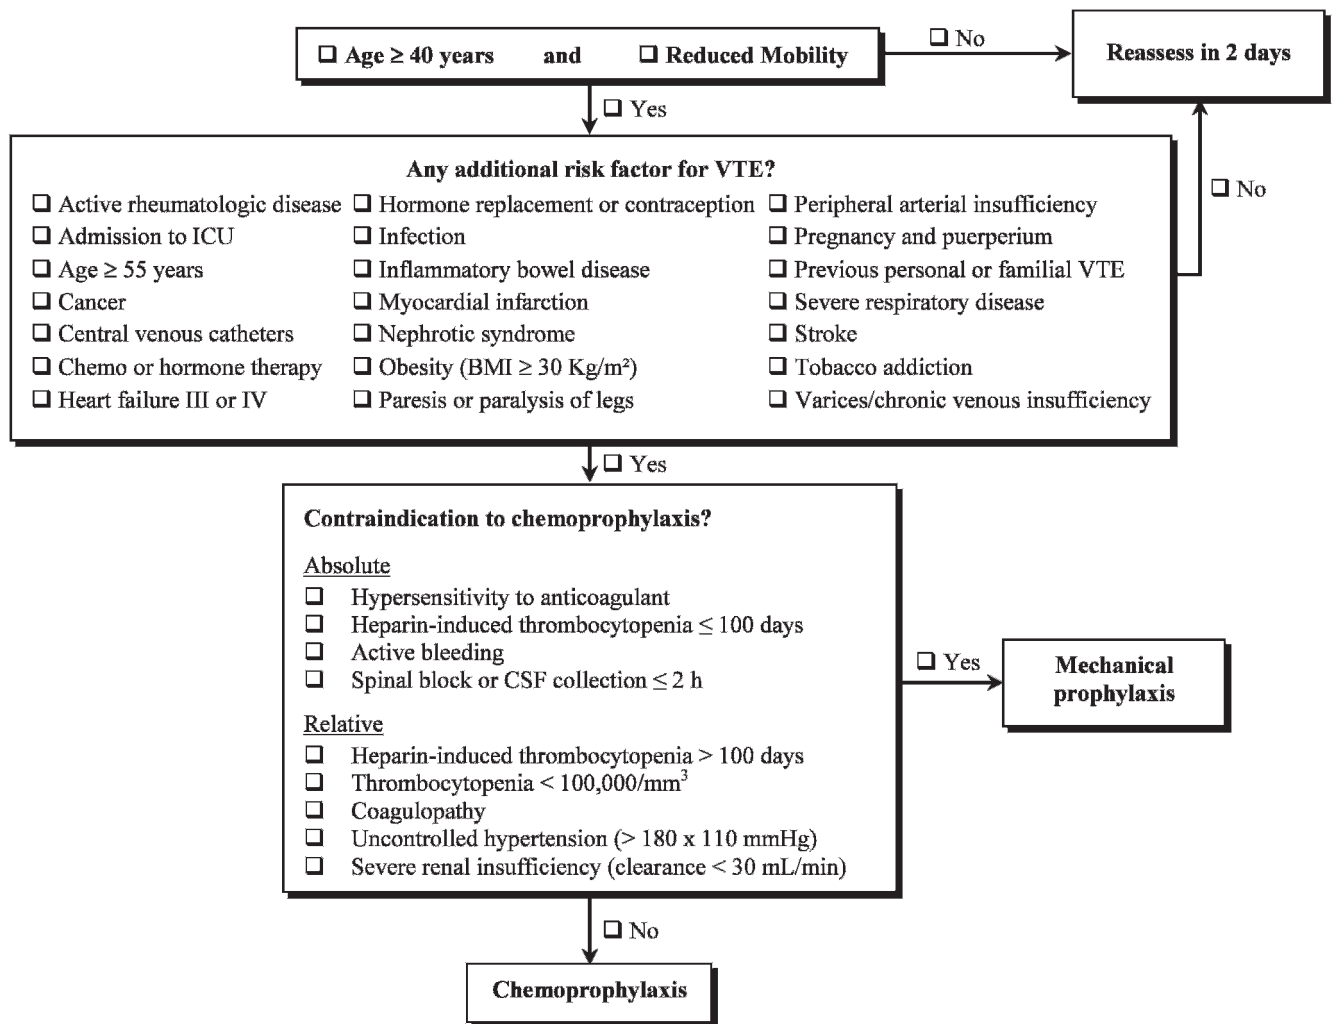 ❑ Age ≥ 40 years and ❑ Reduced Mobility
❑ No
Reassess in 2 days
❑ Yes
Any additional risk factor for VTE?
❑ Active rheumatologic disease
❑ Admission to ICU
❑ Age ≥ 55 years
❑ Cancer
❑ Central venous catheters
❑ Chemo or hormone therapy
❑ Heart failure III or IV
❑ Hormone replacement or contraception
❑ Infection
❑ Inflammatory bowel disease
❑ Myocardial infarction
❑ Nephrotic syndrome
❑ Obesity (BMI ≥ 30 Kg/m²)
❑ Paresis or paralysis of legs
❑ Peripheral arterial insufficiency
❑ Pregnancy and puerperium
❑ Previous personal or familial VTE
❑ Severe respiratory disease
❑ Stroke
❑ Tobacco addiction
❑ Varices/chronic venous insufficiency
❑ No
❑ Yes
Contraindication to chemoprophylaxis?
Absolute
❑ Hypersensitivity to anticoagulant
❑ Heparin-induced thrombocytopenia ≤ 100 days
❑ Active bleeding
❑ Spinal block or CSF collection ≤ 2 h
Relative
❑ Heparin-induced thrombocytopenia > 100 days
❑ Thrombocytopenia < 100,000/mm³
❑ Coagulopathy
❑ Uncontrolled hypertension (> 180 x 110 mmHg)
❑ Severe renal insufficiency (clearance < 30 mL/min)
❑ Yes
Mechanical
prophylaxis
❑ No
Chemoprophylaxis